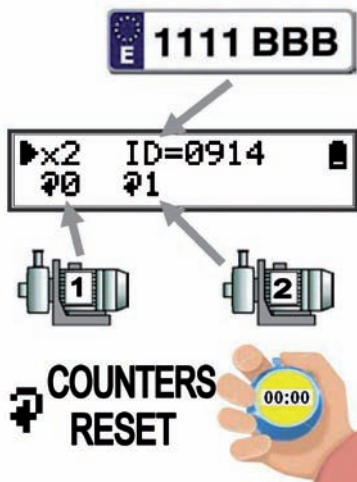 E 1111 BBB
x2 ID=0914
0 1
1 2
COUNTERS
RESET
00:00